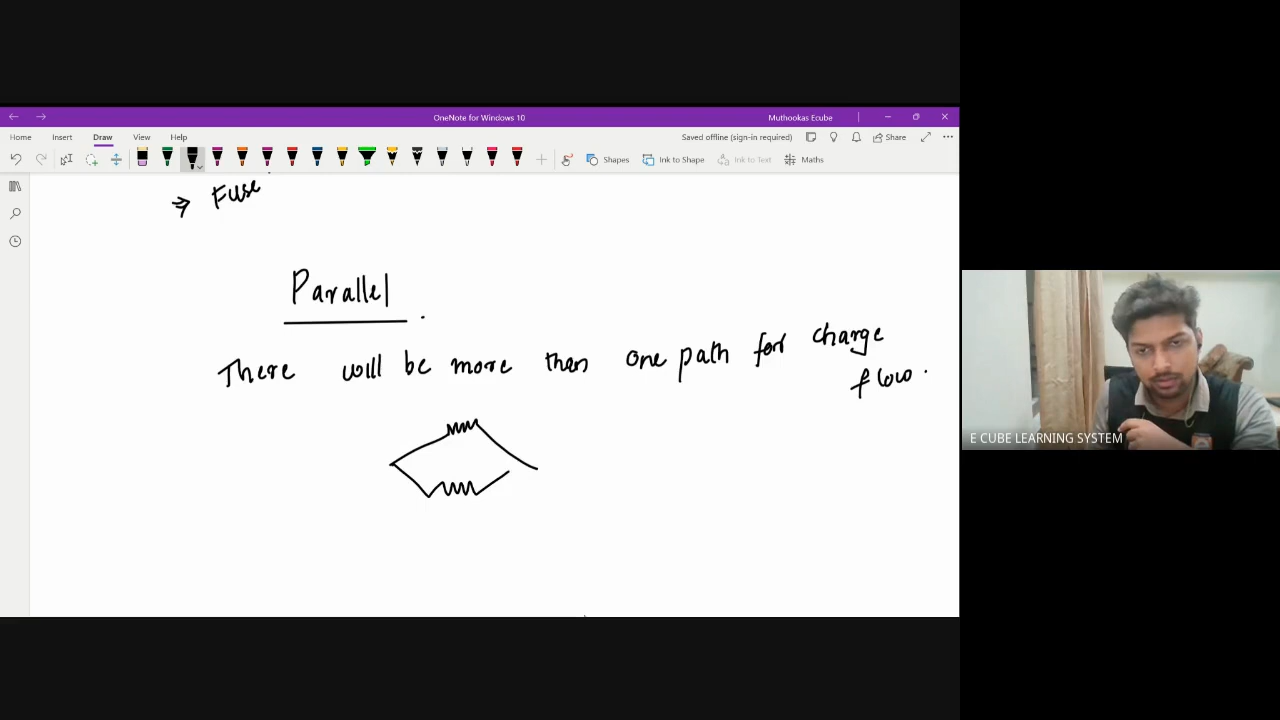 OneNote for Windows 10
Muthookas Ecube
Home Insert Draw View Help
Saved offline (sign-in required)
Share
Shapes
Ink to Shape
Ink to Text
Maths
⇒ Fuse
Parallel.
There will be more then one path for charge
flow.
E CUBE LEARNING SYSTEM